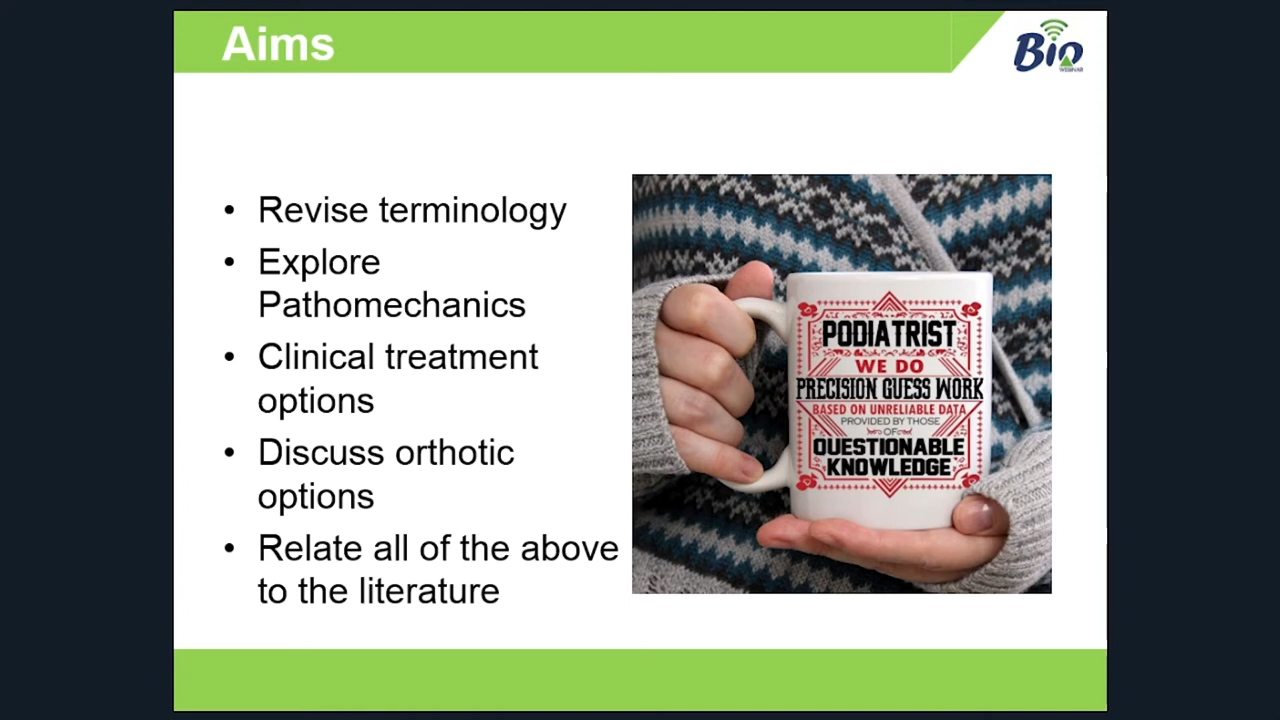 Aims
Bio
WEBINAR
• Revise terminology
• Explore
Pathomechanics
• Clinical treatment
options
• Discuss orthotic
options
• Relate all of the above
to the literature
PODIATRIST
WE DO
PRECISION GUESS WORK
BASED ON UNRELIABLE DATA
PROVIDED BY THOSE
OF
QUESTIONABLE
KNOWLEDGE